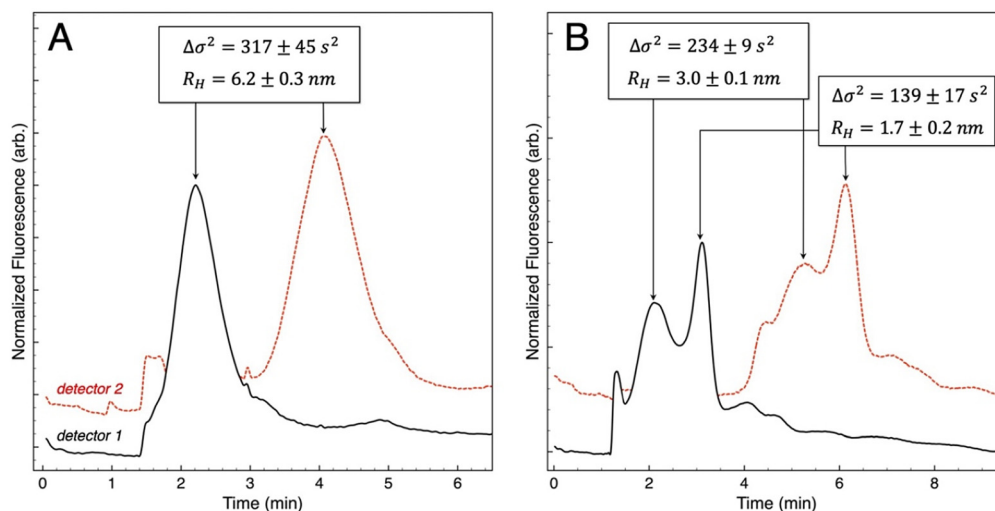 A
Δσ² = 317 ± 45 s²
R_H = 6.2 ± 0.3 nm
Normalized Fluorescence (arb.)
detector 2
detector 1
0 1 2 3 4 5 6
Time (min)
B
Δσ² = 234 ± 9 s²
R_H = 3.0 ± 0.1 nm
Δσ² = 139 ± 17 s²
R_H = 1.7 ± 0.2 nm
Normalized Fluorescence (arb.)
0 2 4 6 8
Time (min)